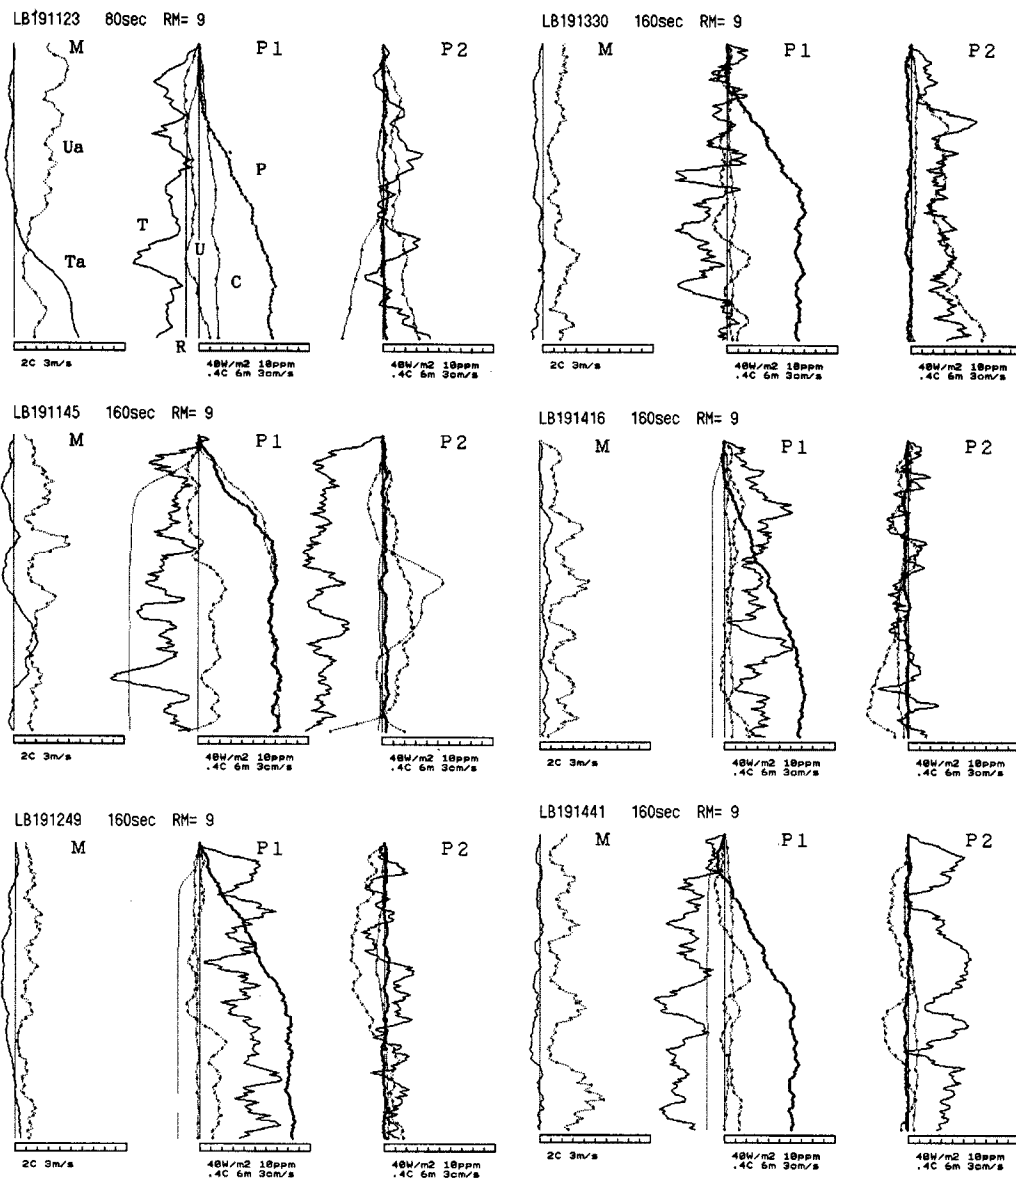 LB191123 80sec RM= 9
M P1 P2
Ua
P
T
U
Ta
C
R
2C 3m/s
40W/m2 10ppm
.4C 6m 3cm/s
40W/m2 10ppm
.4C 6m 3cm/s
LB191330 160sec RM= 9
M P1 P2
2C 3m/s
40W/m2 10ppm
.4C 6m 3cm/s
40W/m2 10ppm
.4C 6m 3cm/s
LB191145 160sec RM= 9
M P1 P2
2C 3m/s
40W/m2 10ppm
.4C 6m 3cm/s
40W/m2 10ppm
.4C 6m 3cm/s
LB191416 160sec RM= 9
M P1 P2
2C 3m/s
40W/m2 10ppm
.4C 6m 3cm/s
40W/m2 10ppm
.4C 6m 3cm/s
LB191249 160sec RM= 9
M P1 P2
2C 3m/s
40W/m2 10ppm
.4C 6m 3cm/s
40W/m2 10ppm
.4C 6m 3cm/s
LB191441 160sec RM= 9
M P1 P2
2C 3m/s
40W/m2 10ppm
.4C 6m 3cm/s
40W/m2 10ppm
.4C 6m 3cm/s